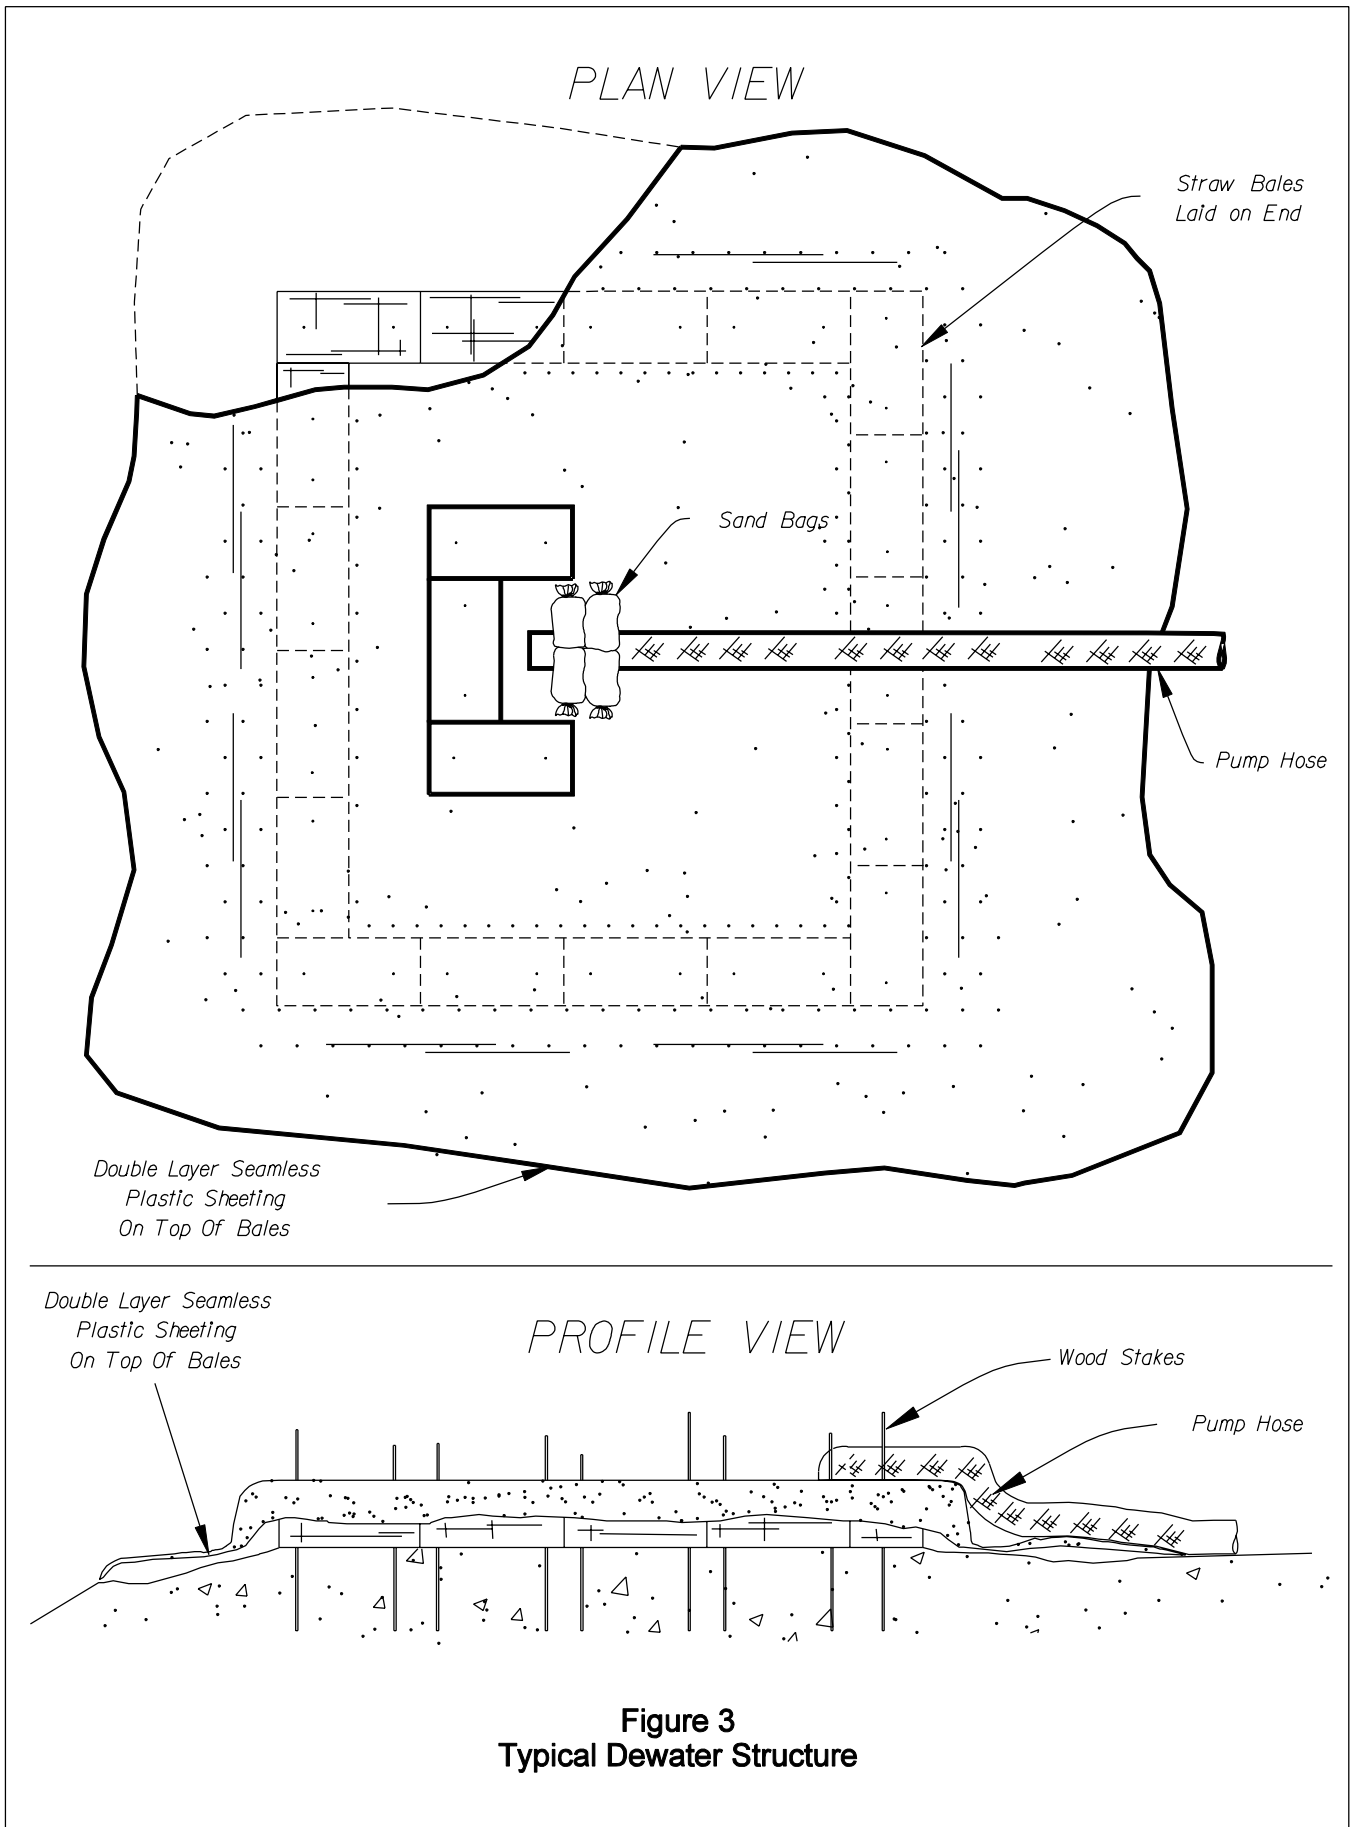 PLAN VIEW
Straw Bales
Laid on End
Sand Bags
Pump Hose
Double Layer Seamless
Plastic Sheeting
On Top Of Bales
Double Layer Seamless
Plastic Sheeting
On Top Of Bales
PROFILE VIEW
Wood Stakes
Pump Hose
Figure 3
Typical Dewater Structure